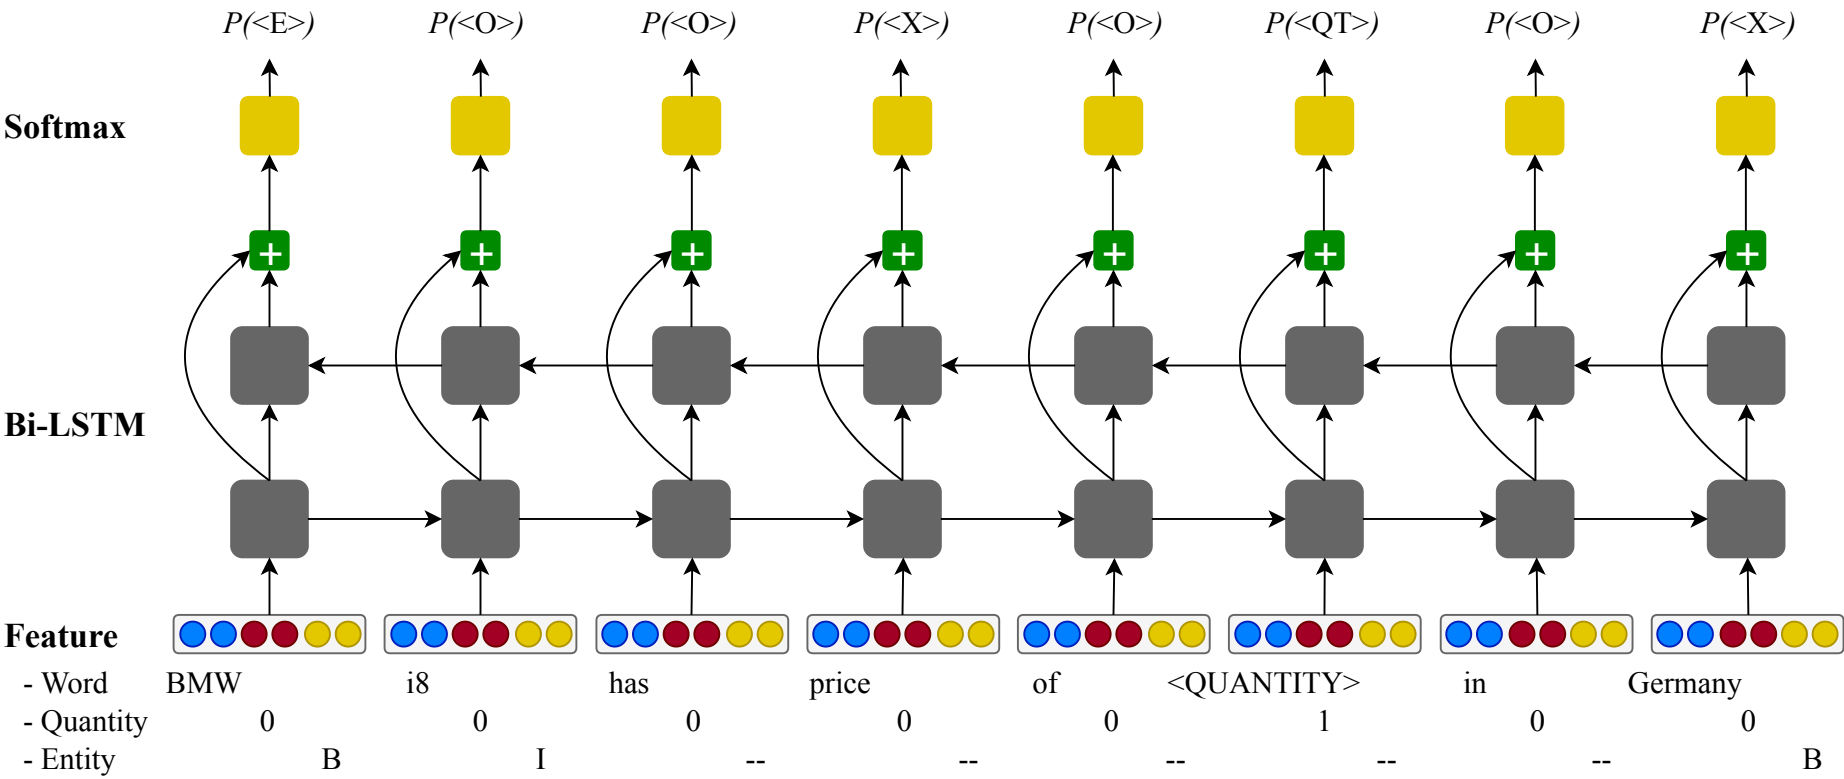 P(<E>) P(<O>) P(<O>) P(<X>) P(<O>) P(<QT>) P(<O>) P(<X>)
Softmax
+ + + + + + + +
Bi-LSTM
Feature
- Word BMW i8 has price of <QUANTITY> in Germany
- Quantity 0 0 0 0 0 1 0 0
- Entity B I -- -- -- -- -- B